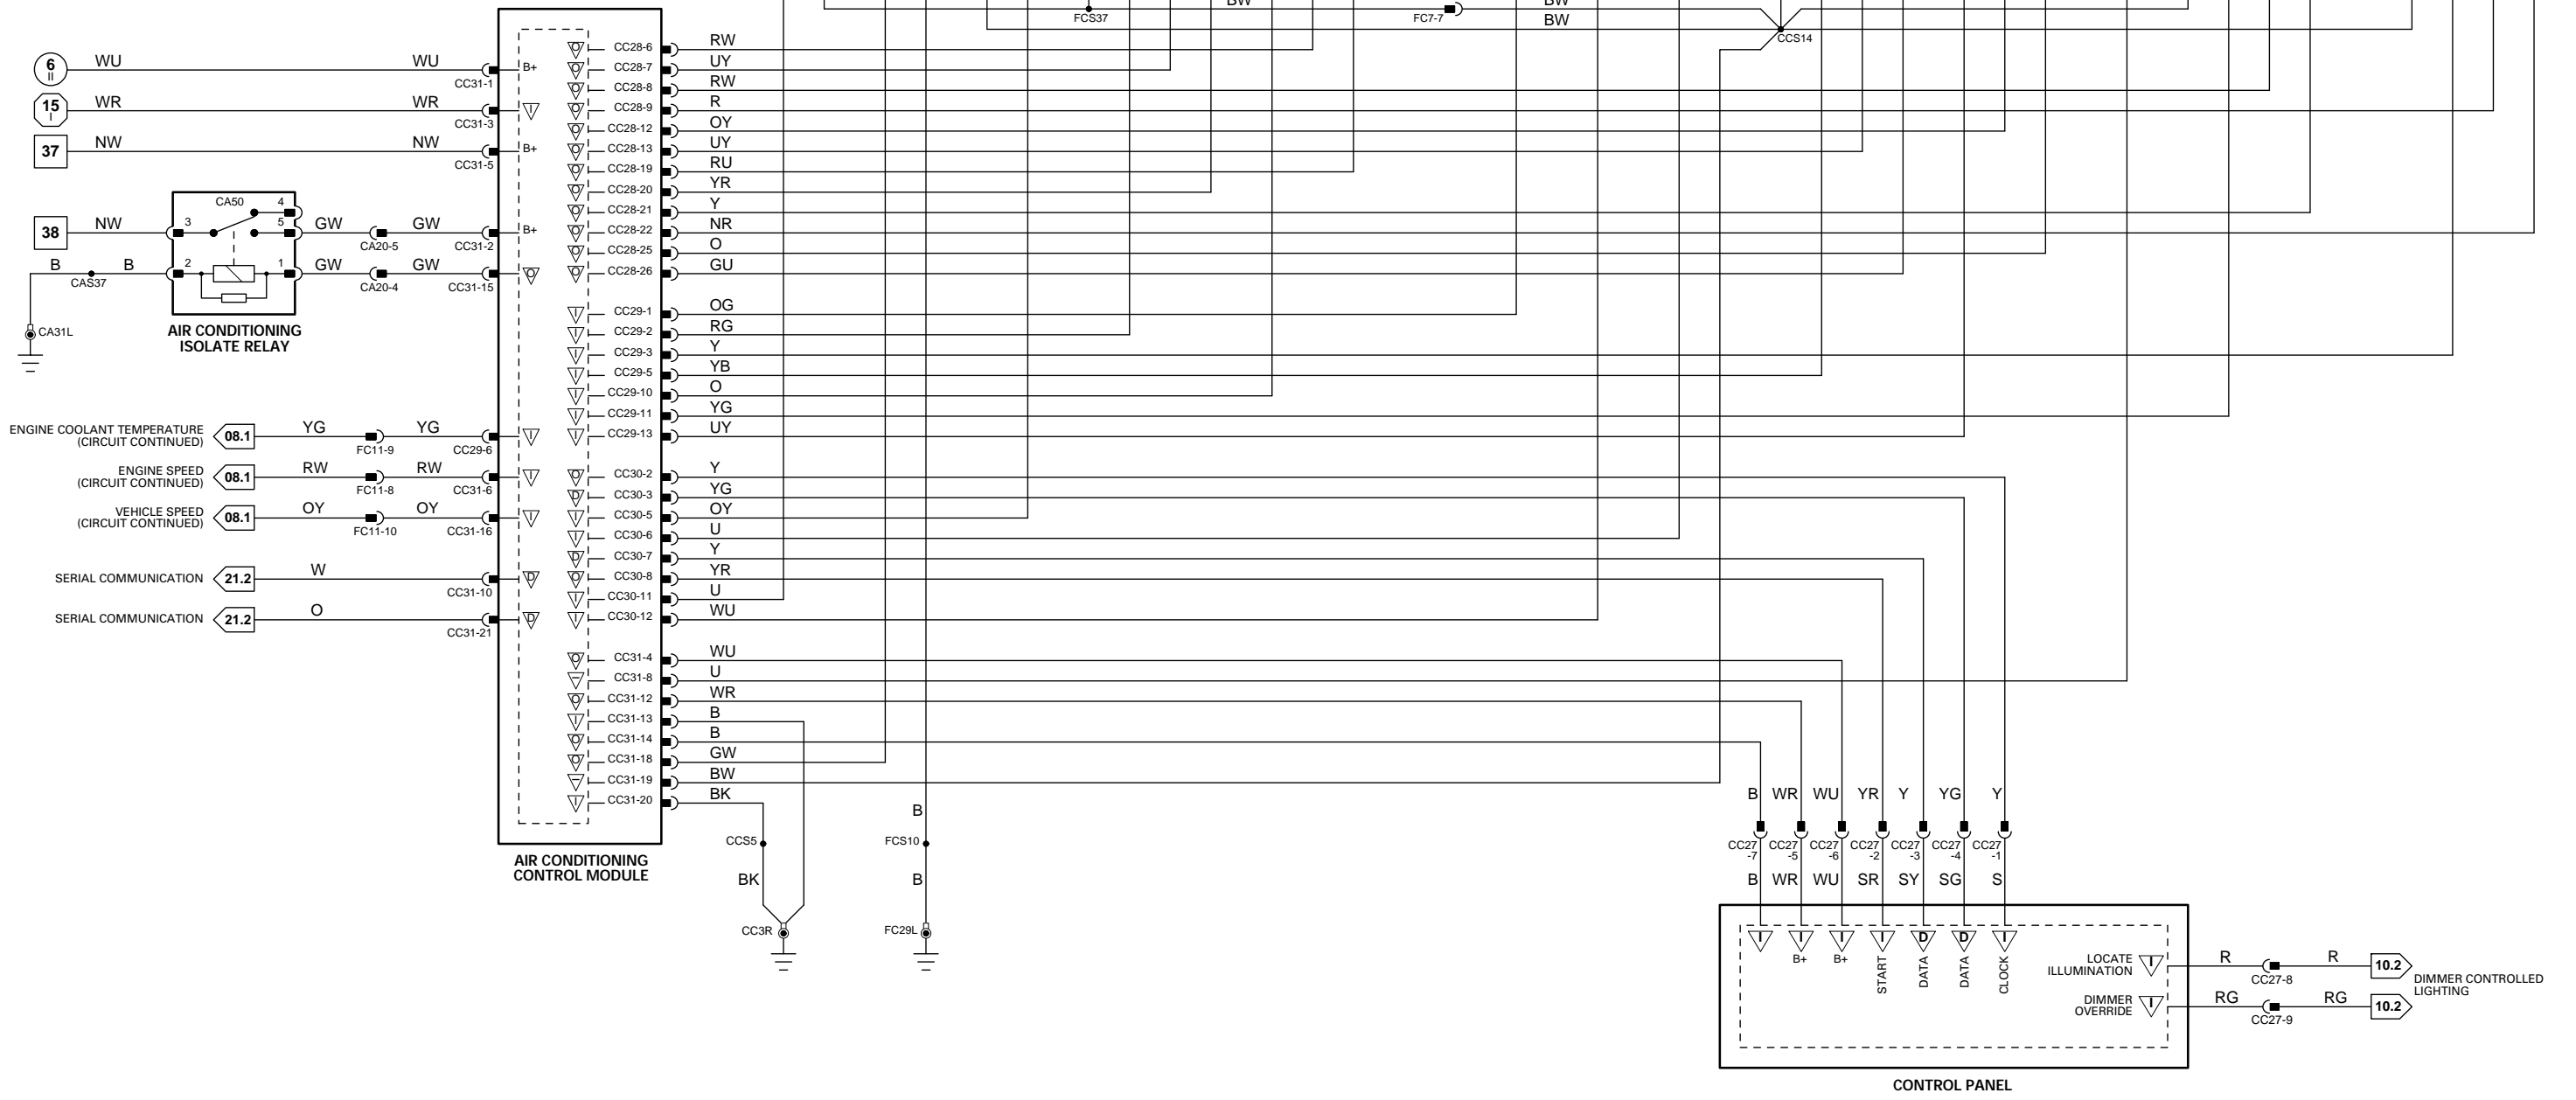 BW
BW
FCS37
FC7-7
BW
CCS14
6
II
WU
WU
CC31-1
B+
15
I
WR
WR
CC31-3
I
37
NW
NW
CC31-5
B+
CA50
4
3
5
38
NW
GW
GW
CA20-5
CC31-2
B+
B
B
2
1
GW
GW
CAS37
CA20-4
CC31-15
O
CA31L
AIR CONDITIONING
ISOLATE RELAY
ENGINE COOLANT TEMPERATURE
(CIRCUIT CONTINUED)
08.1
YG
YG
FC11-9
CC29-6
I
ENGINE SPEED
(CIRCUIT CONTINUED)
08.1
RW
RW
FC11-8
CC31-6
I
VEHICLE SPEED
(CIRCUIT CONTINUED)
08.1
OY
OY
FC11-10
CC31-16
I
SERIAL COMMUNICATION
21.2
W
CC31-10
D
SERIAL COMMUNICATION
21.2
O
CC31-21
D
O CC28-6 RW
O CC28-7 UY
O CC28-8 RW
O CC28-9 R
O CC28-12 OY
O CC28-13 UY
O CC28-19 RU
O CC28-20 YR
O CC28-21 Y
O CC28-22 NR
O CC28-25 O
O CC28-26 GU
I CC29-1 OG
I CC29-2 RG
I CC29-3 Y
I CC29-5 YB
I CC29-10 O
I CC29-11 YG
I CC29-13 UY
O CC30-2 Y
D CC30-3 YG
I CC30-5 OY
I CC30-6 U
D CC30-7 Y
O CC30-8 YR
I CC30-11 U
I CC30-12 WU
O CC31-4 WU
– CC31-8 U
O CC31-12 WR
I CC31-13 B
O CC31-14 B
O CC31-18 GW
– CC31-19 BW
I CC31-20 BK
AIR CONDITIONING
CONTROL MODULE
CCS5
BK
CC3R
B
FCS10
B
FC29L
B WR WU YR Y YG Y
CC27 CC27 CC27 CC27 CC27 CC27 CC27
-7 -5 -6 -2 -3 -4 -1
B WR WU SR SY SG S
I I I I D D I
B+ B+
START
DATA
DATA
CLOCK
LOCATE
ILLUMINATION
I
R
CC27-8
R
10.2
DIMMER
OVERRIDE
I
RG
CC27-9
RG
10.2
DIMMER CONTROLLED
LIGHTING
CONTROL PANEL